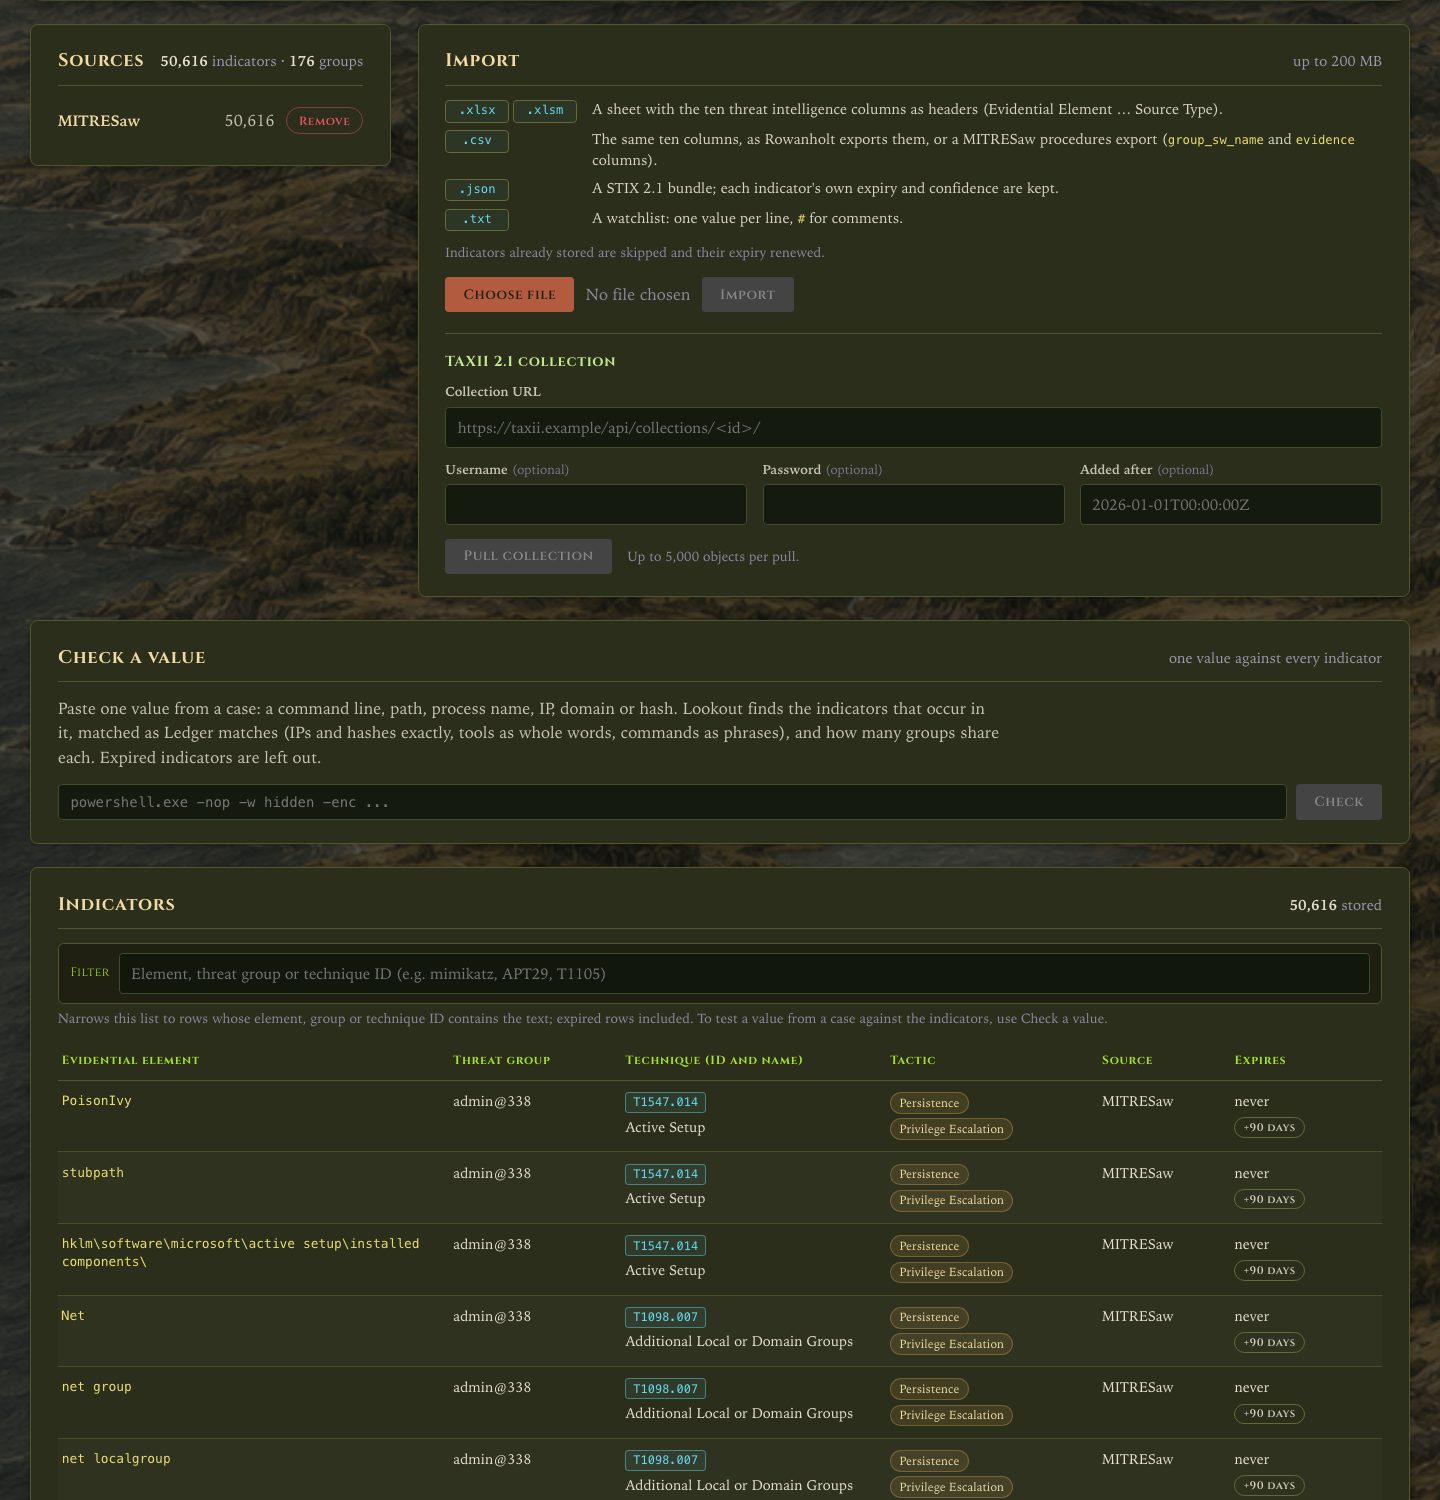 Sources 50,616 indicators · 176 groups
MITRESaw 50,616 Remove
Import up to 200 MB
.xlsx .xlsm A sheet with the ten threat intelligence columns as headers (Evidential Element … Source Type).
.csv The same ten columns, as Rowanholt exports them, or a MITRESaw procedures export (group_sw_name and evidence
columns).
.json A STIX 2.1 bundle; each indicator's own expiry and confidence are kept.
.txt A watchlist: one value per line, # for comments.
Indicators already stored are skipped and their expiry renewed.
Choose file No file chosen Import
TAXII 2.1 collection
Collection URL
https://taxii.example/api/collections/<id>/
Username (optional) Password (optional) Added after (optional)
2026-01-01T00:00:00Z
Pull collection Up to 5,000 objects per pull.
Check a value one value against every indicator
Paste one value from a case: a command line, path, process name, IP, domain or hash. Lookout finds the indicators that occur in
it, matched as Ledger matches (IPs and hashes exactly, tools as whole words, commands as phrases), and how many groups share
each. Expired indicators are left out.
powershell.exe -nop -w hidden -enc ... Check
Indicators 50,616 stored
Filter Element, threat group or technique ID (e.g. mimikatz, APT29, T1105)
Narrows this list to rows whose element, group or technique ID contains the text; expired rows included. To test a value from a case against the indicators, use Check a value.
Evidential element Threat group Technique (ID and name) Tactic Source Expires
PoisonIvy admin@338 T1547.014 Persistence MITRESaw never
Active Setup Privilege Escalation +90 days
stubpath admin@338 T1547.014 Persistence MITRESaw never
Active Setup Privilege Escalation +90 days
hklm\software\microsoft\active setup\installed admin@338 T1547.014 Persistence MITRESaw never
components\ Active Setup Privilege Escalation +90 days
Net admin@338 T1098.007 Persistence MITRESaw never
Additional Local or Domain Groups Privilege Escalation +90 days
net group admin@338 T1098.007 Persistence MITRESaw never
Additional Local or Domain Groups Privilege Escalation +90 days
net localgroup admin@338 T1098.007 Persistence MITRESaw never
Additional Local or Domain Groups Privilege Escalation +90 days